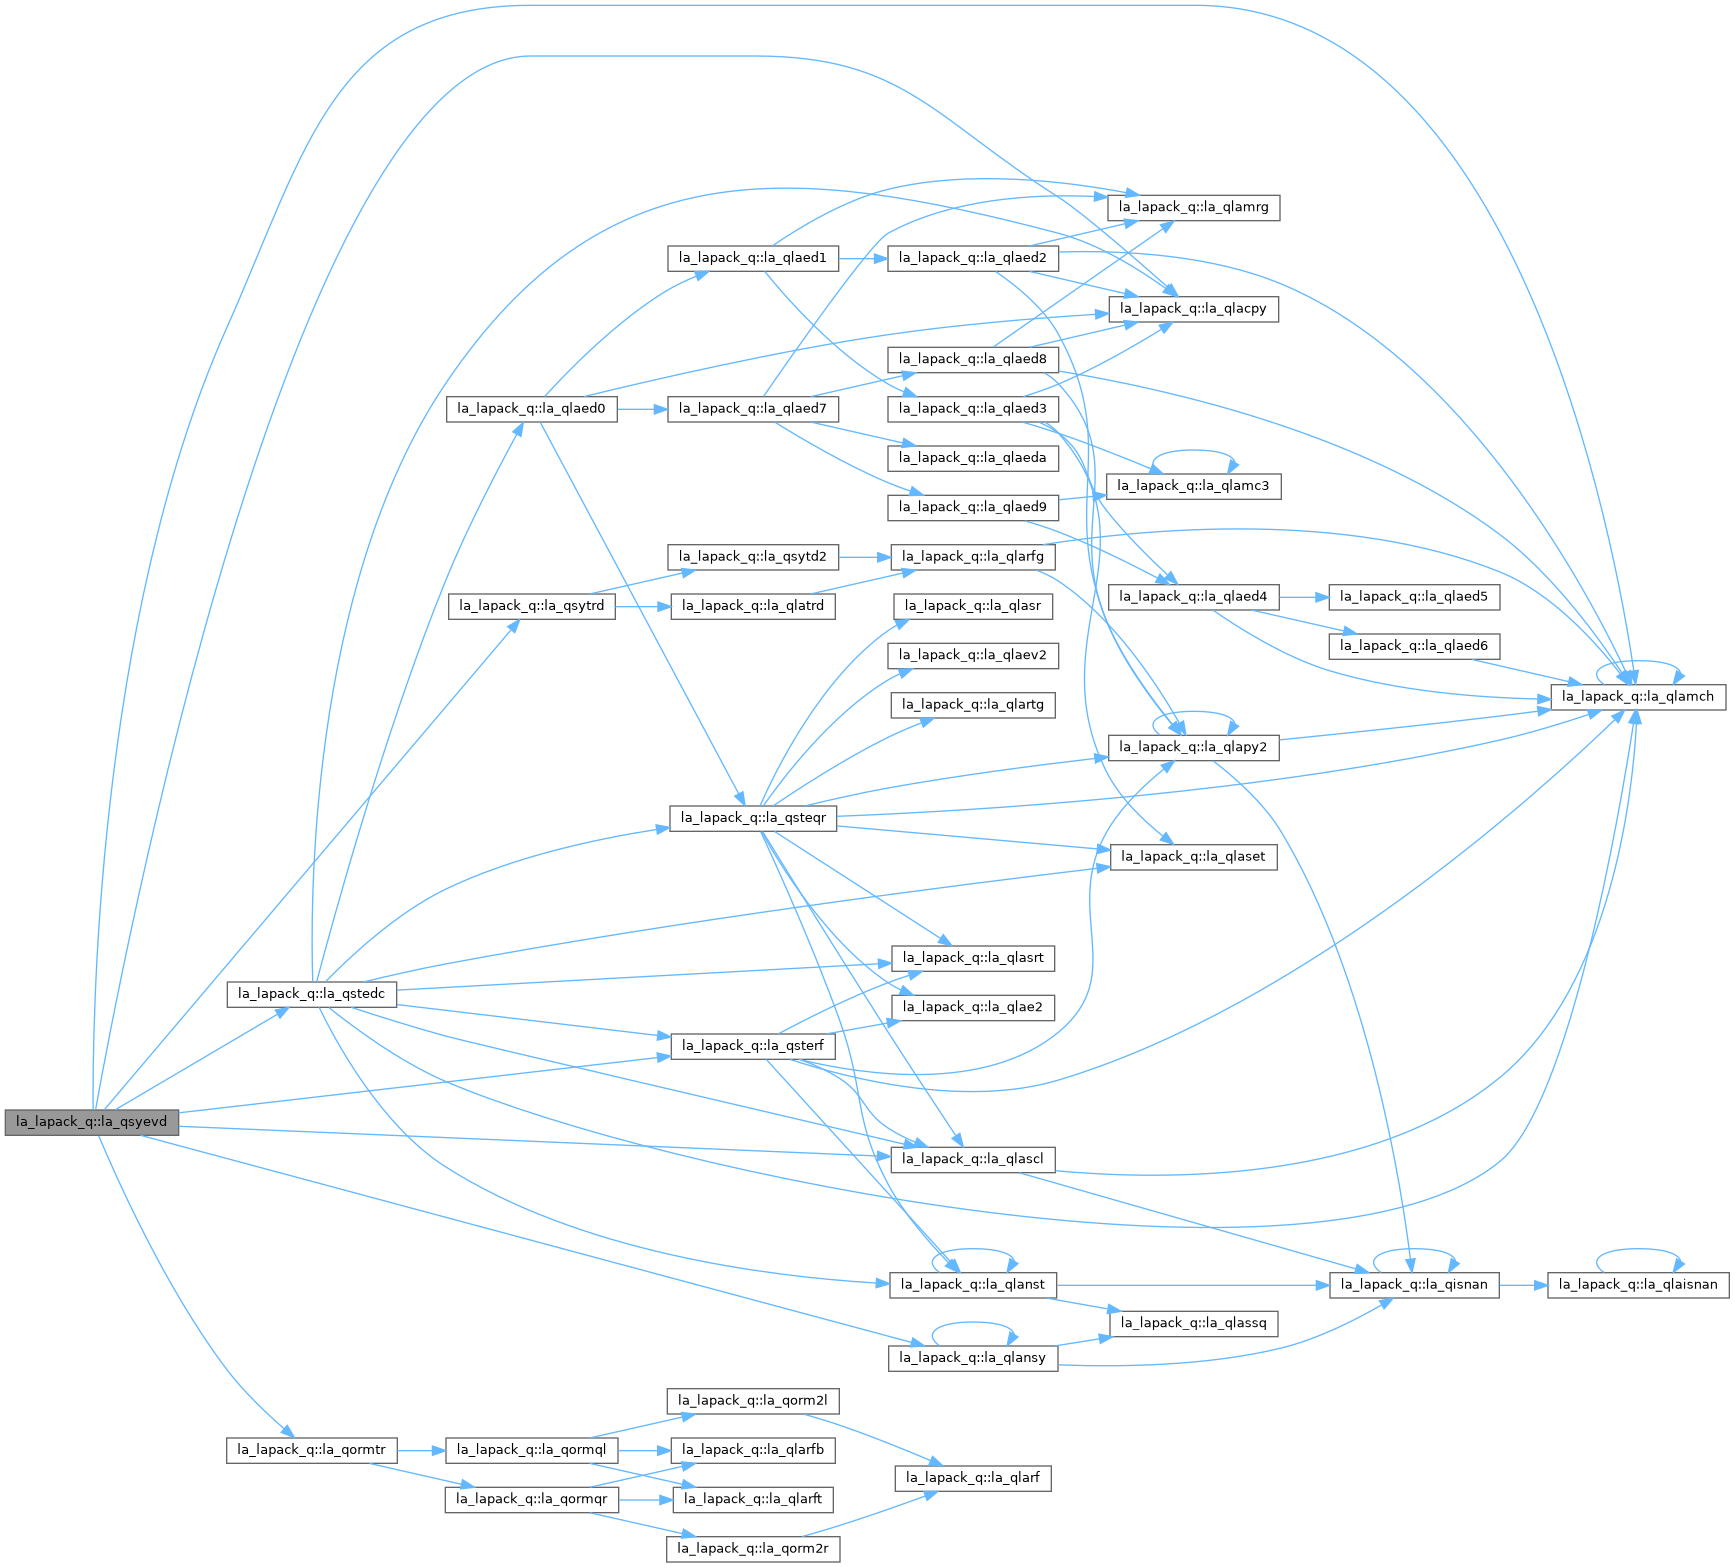 la_lapack_q::la_qlamrg
la_lapack_q::la_qlaed1
la_lapack_q::la_qlaed2
la_lapack_q::la_qlacpy
la_lapack_q::la_qlaed8
la_lapack_q::la_qlaed0
la_lapack_q::la_qlaed7
la_lapack_q::la_qlaed3
la_lapack_q::la_qlaeda
la_lapack_q::la_qlamc3
la_lapack_q::la_qlaed9
la_lapack_q::la_qsytd2
la_lapack_q::la_qlarfg
la_lapack_q::la_qlaed4
la_lapack_q::la_qlaed5
la_lapack_q::la_qsytrd
la_lapack_q::la_qlatrd
la_lapack_q::la_qlasr
la_lapack_q::la_qlaed6
la_lapack_q::la_qlaev2
la_lapack_q::la_qlamch
la_lapack_q::la_qlartg
la_lapack_q::la_qlapy2
la_lapack_q::la_qsteqr
la_lapack_q::la_qlaset
la_lapack_q::la_qlasrt
la_lapack_q::la_qstedc
la_lapack_q::la_qlae2
la_lapack_q::la_qsterf
la_lapack_q::la_qsyevd
la_lapack_q::la_qlascl
la_lapack_q::la_qlanst
la_lapack_q::la_qisnan
la_lapack_q::la_qlaisnan
la_lapack_q::la_qlassq
la_lapack_q::la_qlansy
la_lapack_q::la_qorm2l
la_lapack_q::la_qormtr
la_lapack_q::la_qormql
la_lapack_q::la_qlarfb
la_lapack_q::la_qlarf
la_lapack_q::la_qormqr
la_lapack_q::la_qlarft
la_lapack_q::la_qorm2r